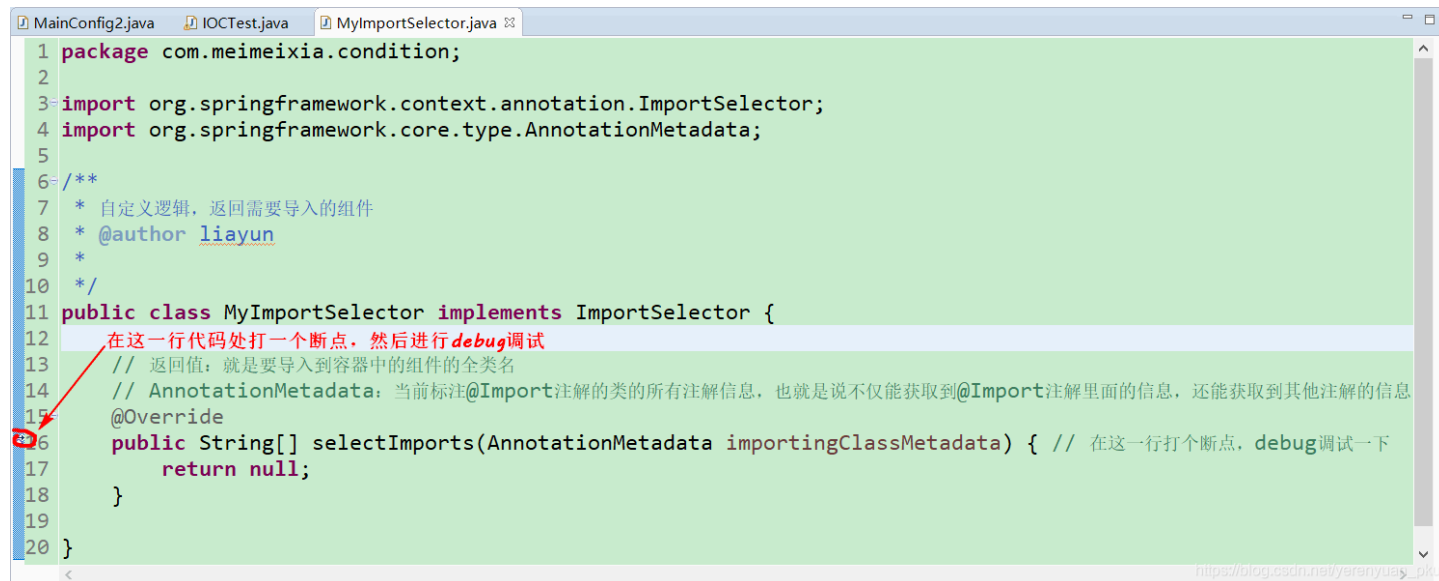 MainConfig2.java IOCTest.java MyImportSelector.java
1 package com.meimeixia.condition;
2
3 import org.springframework.context.annotation.ImportSelector;
4 import org.springframework.core.type.AnnotationMetadata;
5
6 /**
7 * 自定义逻辑，返回需要导入的组件
8 * @author liayun
9 *
10 */
11 public class MyImportSelector implements ImportSelector {
12 在这一行代码处打一个断点，然后进行debug调试
13 // 返回值：就是要导入到容器中的组件的全类名
14 // AnnotationMetadata：当前标注@Import注解的类的所有注解信息，也就是说不仅能获取到@Import注解里面的信息，还能获取到其他注解的信息
15 @Override
16 public String[] selectImports(AnnotationMetadata importingClassMetadata) { // 在这一行打个断点，debug调试一下
17 return null;
18 }
19
20 }
https://blog.csdn.net/yerenyuan_pku